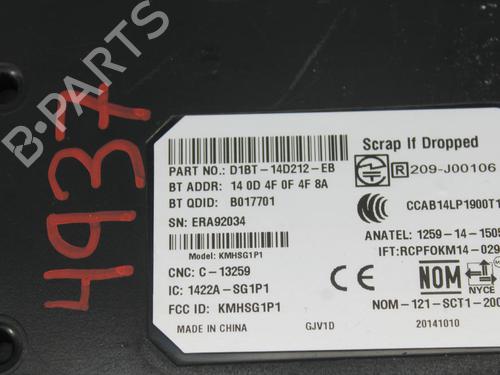 B-PARTS
4937
Scrap If Dropped
PART NO.: D1BT-14D212-EB
R 209-J00106
BT ADDR: 14 0D 4F 0F 4F 8A
BT QDID: B017701
CCAB14LP1900T1
SN: ERA92034
ANATEL: 1259-14-1505
Model: KMHSG1P1
IFT:RCPFOKM14-029
CNC: C-13259
IC: 1422A-SG1P1
CE
NOM
NYCE
FCC ID: KMHSG1P1
NOM-121-SCT1-200
MADE IN CHINA
GJV1D
20141010